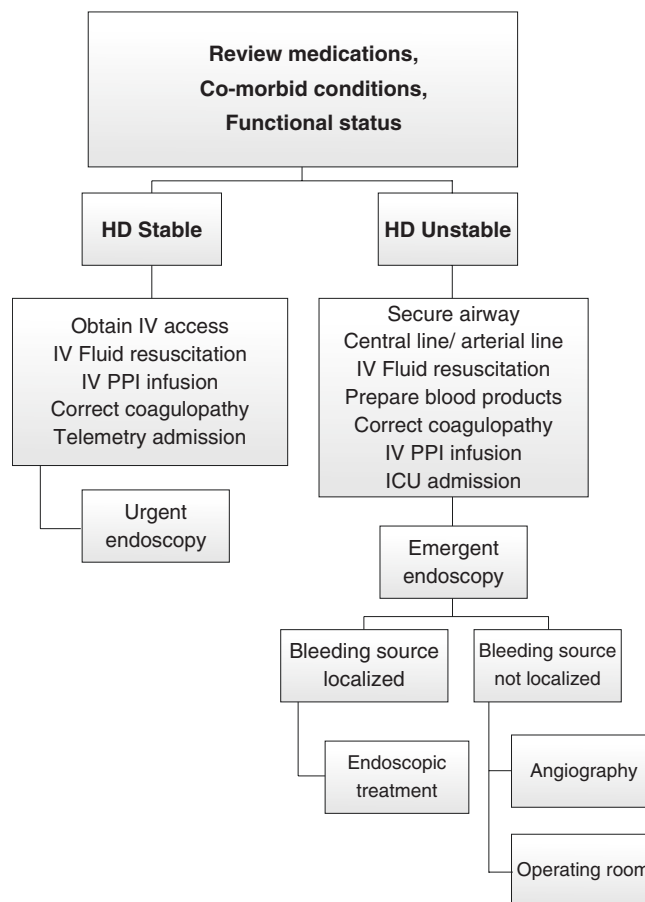 Review medications,
Co-morbid conditions,
Functional status
HD Stable
HD Unstable
Obtain IV access
IV Fluid resuscitation
IV PPI infusion
Correct coagulopathy
Telemetry admission
Secure airway
Central line/ arterial line
IV Fluid resuscitation
Prepare blood products
Correct coagulopathy
IV PPI infusion
ICU admission
Urgent
endoscopy
Emergent
endoscopy
Bleeding source
localized
Bleeding source
not localized
Endoscopic
treatment
Angiography
Operating room